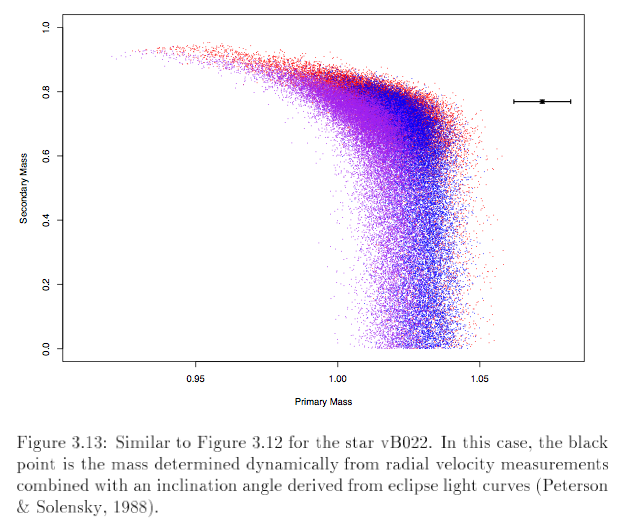 1.0
0.8
0.6
0.4
0.2
0.0
Secondary Mass
0.95 1.00 1.05
Primary Mass
Figure 3.13: Similar to Figure 3.12 for the star vB022. In this case, the black
point is the mass determined dynamically from radial velocity measurements
combined with an inclination angle derived from eclipse light curves (Peterson
& Solensky, 1988).